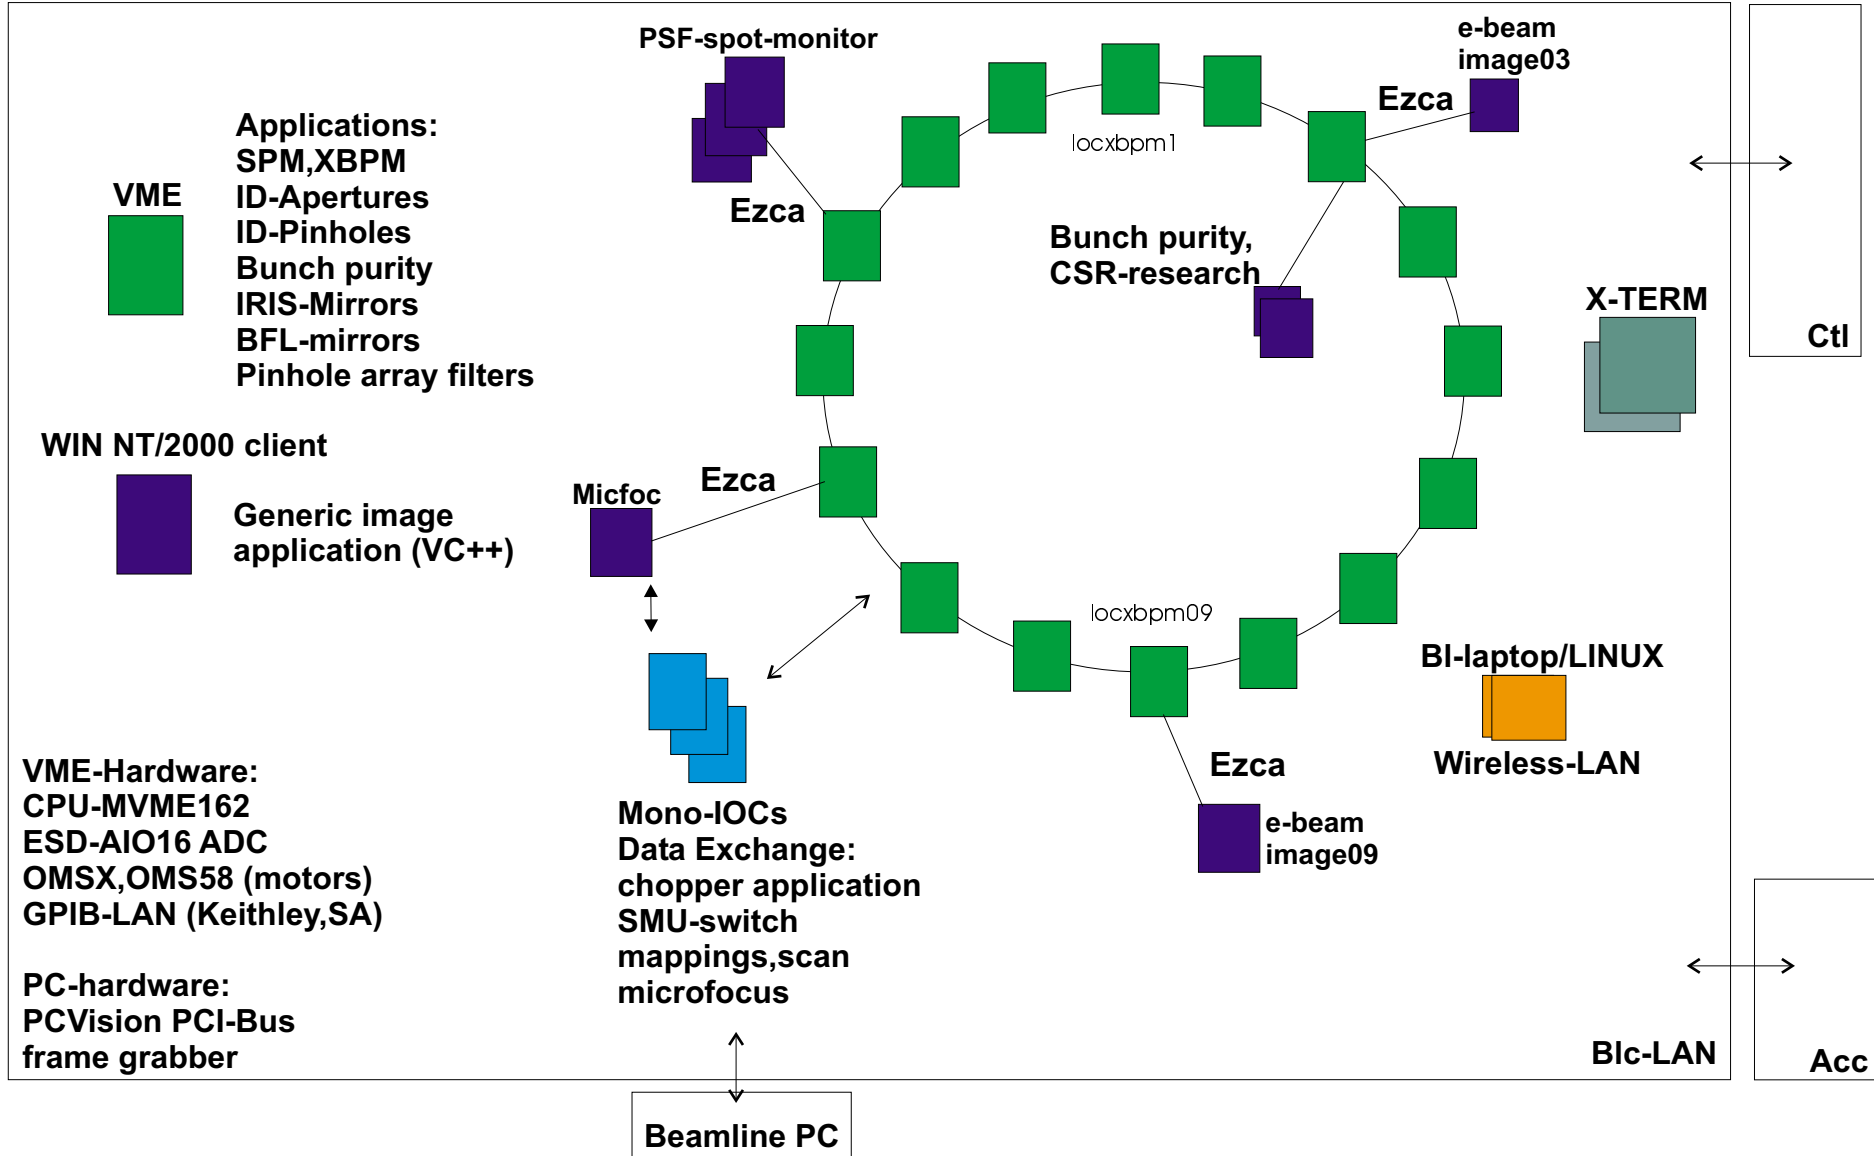 PSF-spot-monitor
e-beam
image03
Ezca
Applications:
SPM,XBPM
ID-Apertures
ID-Pinholes
Bunch purity
IRIS-Mirrors
BFL-mirrors
Pinhole array filters
VME
Iocxbpm1
Ezca
Bunch purity,
CSR-research
X-TERM
Ctl
WIN NT/2000 client
Generic image
application (VC++)
Micfoc
Ezca
Iocxbpm09
BI-laptop/LINUX
Wireless-LAN
VME-Hardware:
CPU-MVME162
ESD-AIO16 ADC
OMSX,OMS58 (motors)
GPIB-LAN (Keithley,SA)
PC-hardware:
PCVision PCI-Bus
frame grabber
Mono-IOCs
Data Exchange:
chopper application
SMU-switch
mappings,scan
microfocus
Ezca
e-beam
image09
Blc-LAN
Acc
Beamline PC